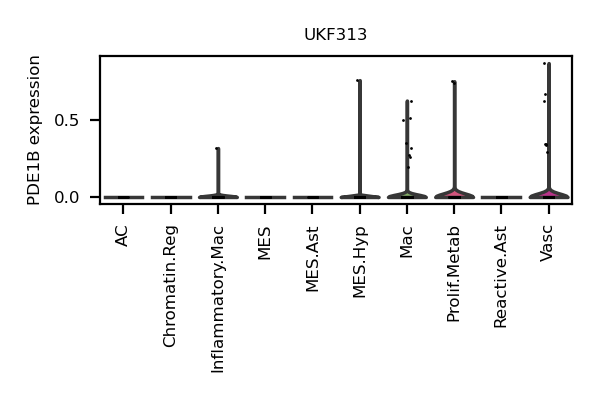 UKF313
PDE1B expression
0.5
0.0
AC
Chromatin.Reg
Inflammatory.Mac
MES
MES.Ast
MES.Hyp
Mac
Prolif.Metab
Reactive.Ast
Vasc